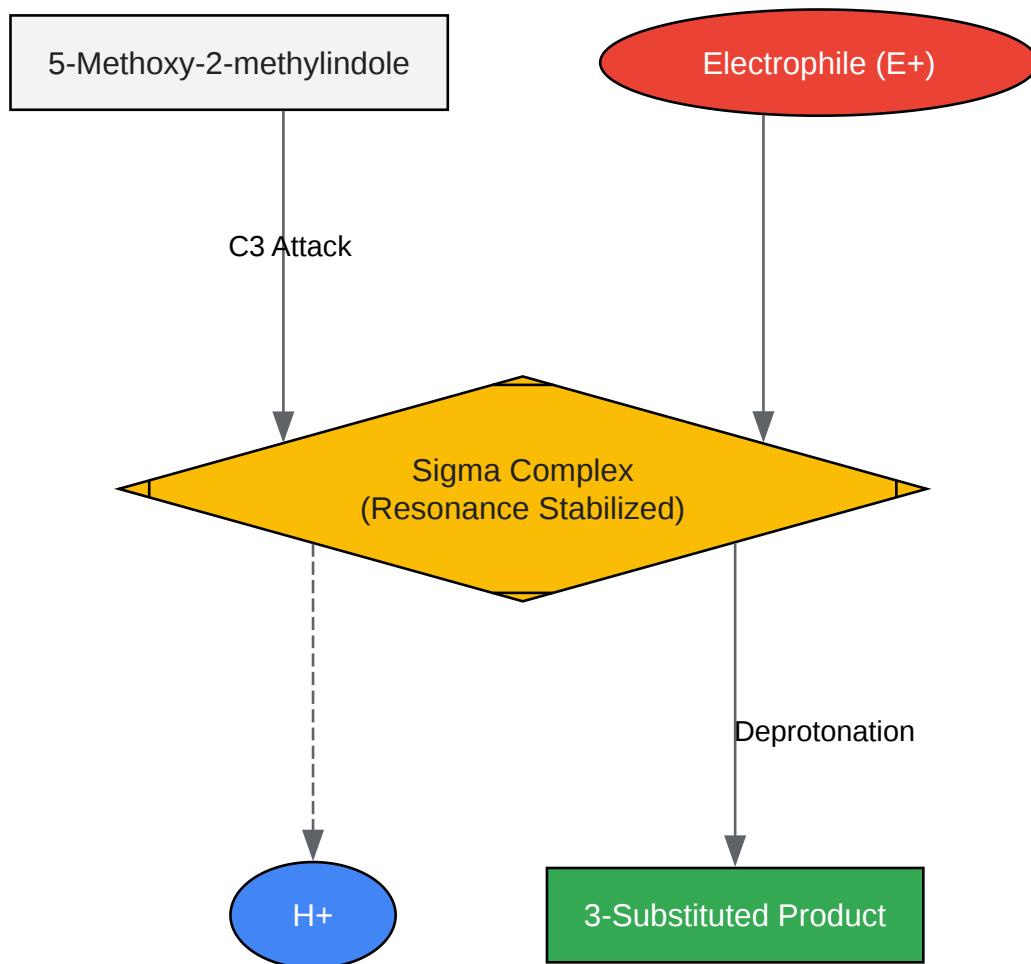 5-Methoxy-2-methylindole
Electrophile (E+)
C3 Attack
Sigma Complex
(Resonance Stabilized)
Deprotonation
H+
3-Substituted Product